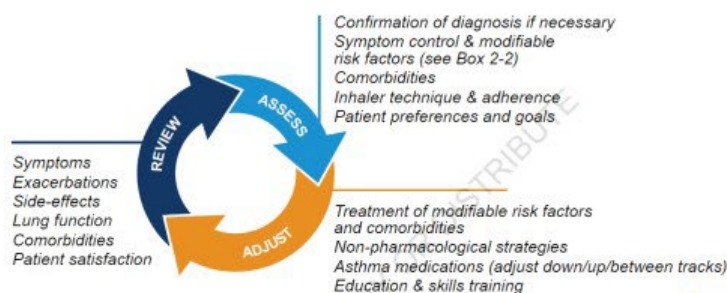 Confirmation of diagnosis if necessary
Symptom control & modifiable
risk factors (see Box 2-2)
Comorbidities
Inhaler technique & adherence
Patient preferences and goals
ASSESS
REVIEW
ADJUST
Symptoms
Exacerbations
Side-effects
Lung function
Comorbidities
Patient satisfaction
Treatment of modifiable risk factors
and comorbidities
Non-pharmacological strategies
Asthma medications (adjust down/up/between tracks)
Education & skills training